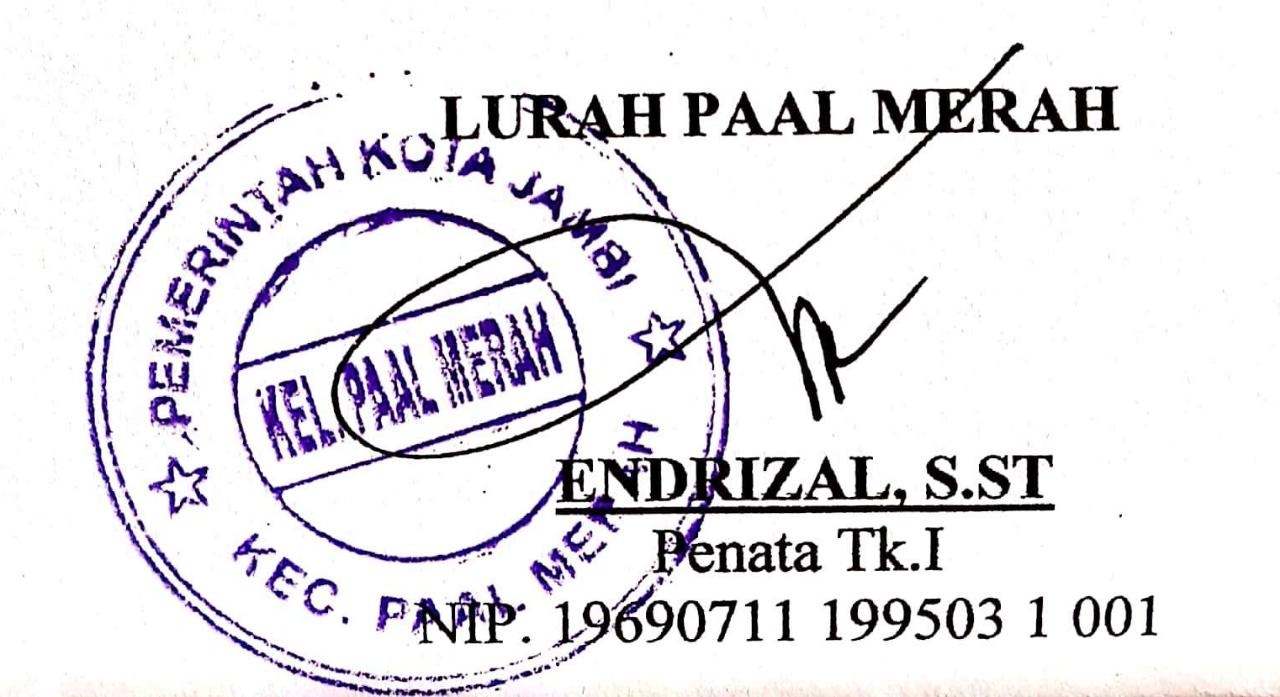 LURAH PAAL MERAH
PEMERINTAH KOTA JAMBI
KEL. PAAL MERAH
KEC. PAAL MERAH
ENDRIZAL, S.ST
Penata Tk.I
NIP. 19690711 199503 1 001